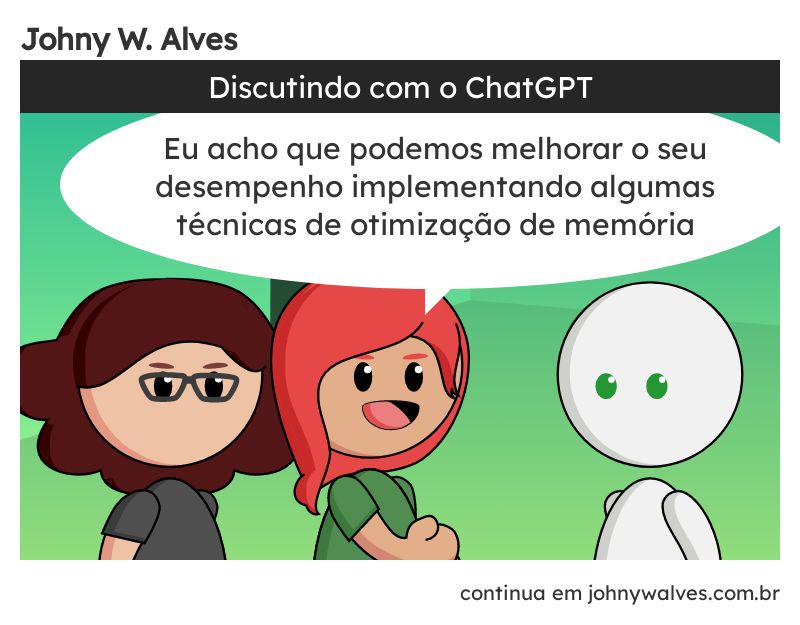 Johny W. Alves
Discutindo com o ChatGPT
Eu acho que podemos melhorar o seu
desempenho implementando algumas
técnicas de otimização de memória
continua em johnywalves.com.br